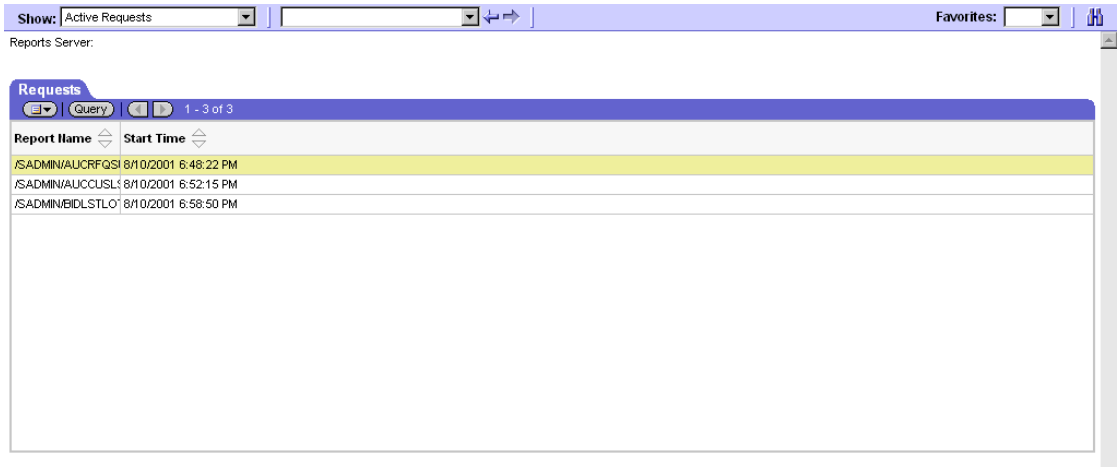 Show: Active Requests Favorites:
Reports Server:
Requests
Query 1 - 3 of 3
Report Name Start Time
/SADMIN/AUCRFQS 8/10/2001 6:48:22 PM
/SADMIN/AUCCUSLS 8/10/2001 6:52:15 PM
/SADMIN/BIDLSTLOT 8/10/2001 6:58:50 PM